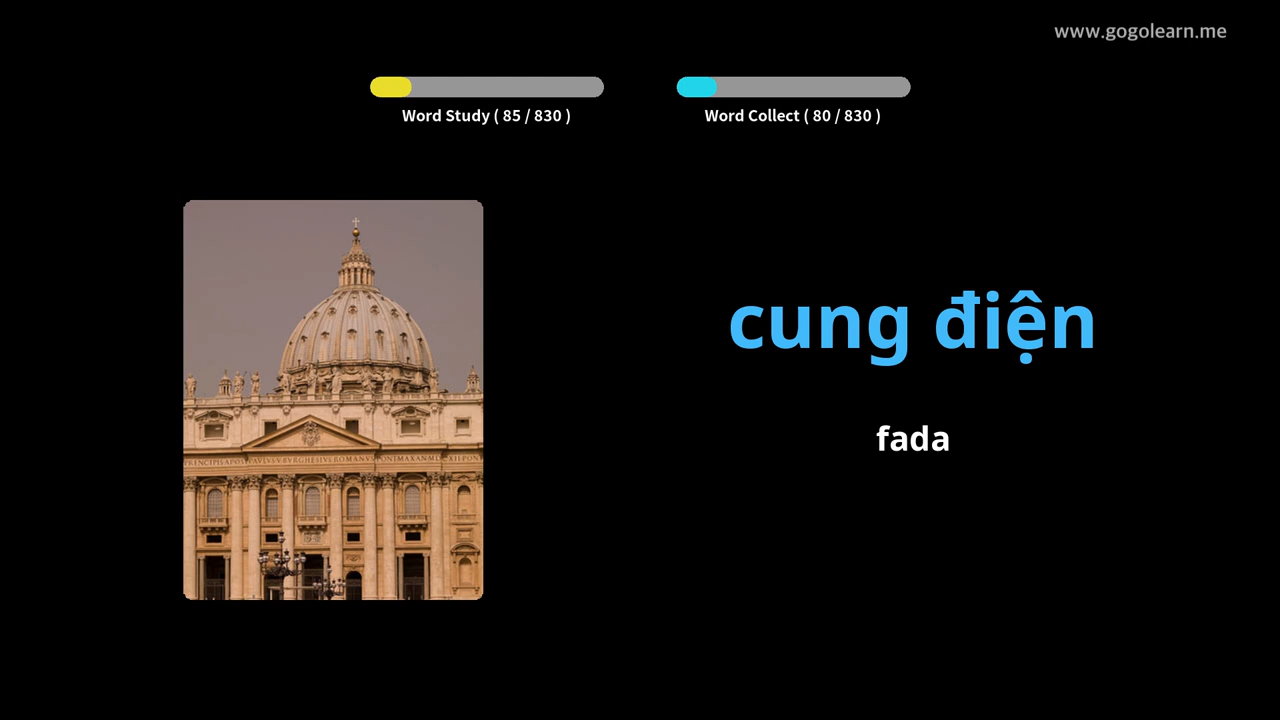 www.gogolearn.me
Word Study ( 85 / 830 )
Word Collect ( 80 / 830 )
cung điện
fada